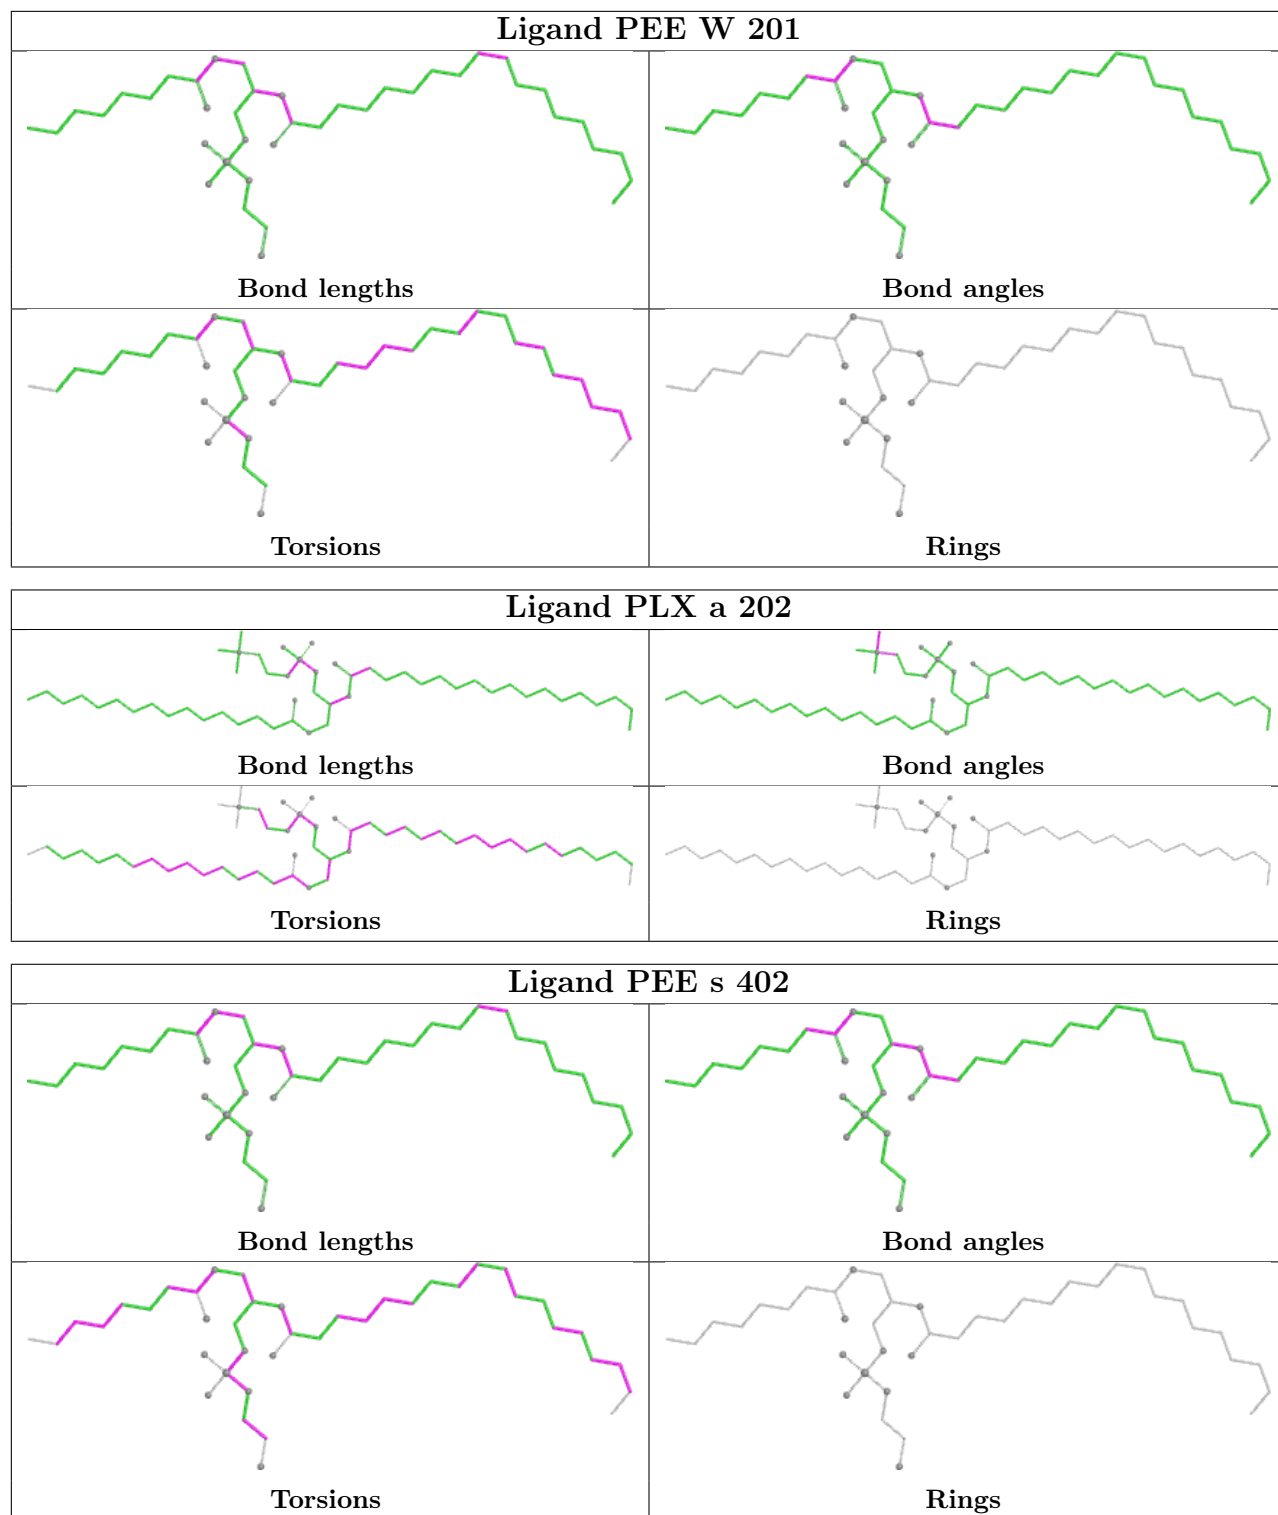 Ligand PEE W 201
Bond lengths
Bond angles
Torsions
Rings
Ligand PLX a 202
Bond lengths
Bond angles
Torsions
Rings
Ligand PEE s 402
Bond lengths
Bond angles
Torsions
Rings